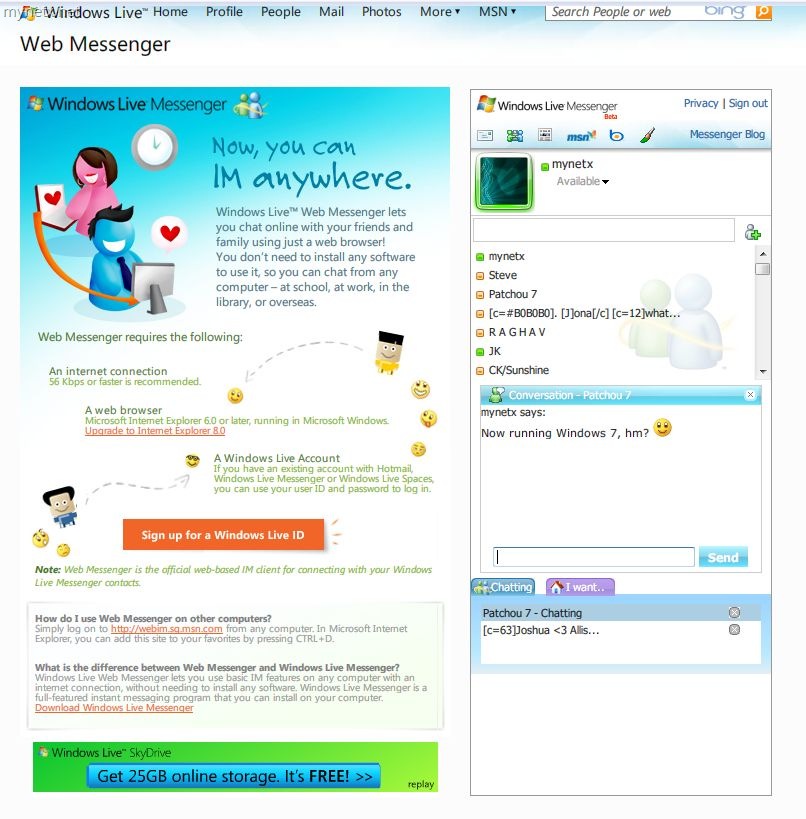 Windows Live™ Home Profile People Mail Photos More MSN Search People or web bing
Web Messenger
Windows Live Messenger
Now, you can
IM anywhere.
Windows Live™ Web Messenger lets
you chat online with your friends and
family using just a web browser!
You don't need to install any software
to use it, so you can chat from any
computer – at school, at work, in the
library, or overseas.
Web Messenger requires the following:
An internet connection
56 Kbps or faster is recommended.
A web browser
Microsoft Internet Explorer 6.0 or later, running in Microsoft Windows.
Upgrade to Internet Explorer 8.0
A Windows Live Account
If you have an existing account with Hotmail,
Windows Live Messenger or Windows Live Spaces,
you can use your user ID and password to log in.
Sign up for a Windows Live ID
Note: Web Messenger is the official web-based IM client for connecting with your Windows
Live Messenger contacts.
How do I use Web Messenger on other computers?
Simply log on to http://webim.sg.msn.com from any computer. In Microsoft Internet
Explorer, you can add this site to your favorites by pressing CTRL+D.
What is the difference between Web Messenger and Windows Live Messenger?
Windows Live Web Messenger lets you use basic IM features on any computer with an
internet connection, without needing to install any software. Windows Live Messenger is a
full-featured instant messaging program that you can install on your computer.
Download Windows Live Messenger
Windows Live™ SkyDrive
Get 25GB online storage. It's FREE! >>
replay
Windows Live Messenger
Beta
Privacy | Sign out
msn
Messenger Blog
mynetx
Available
mynetx
Steve
Patchou 7
[c=#B0B0B0]. [J]ona[/c] [c=12]what...
R A G H A V
JK
CK/Sunshine
Conversation - Patchou 7
mynetx says:
Now running Windows 7, hm?
Send
Chatting I want..
Patchou 7 - Chatting
[c=63]Joshua <3 Allis...